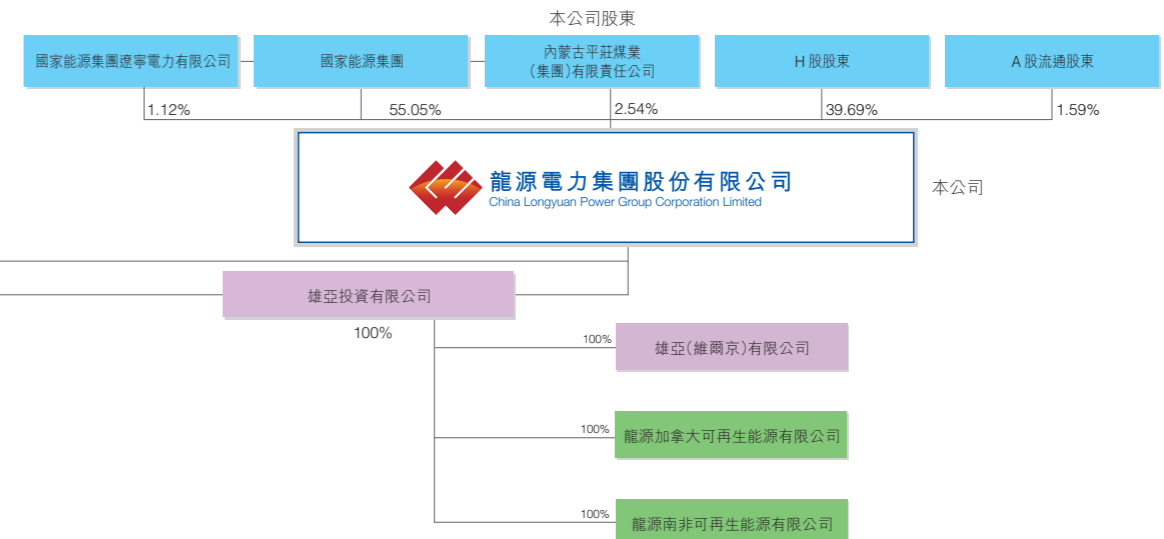 本公司股東
國家能源集團遼寧電力有限公司
國家能源集團
內蒙古平莊煤業
(集團)有限責任公司
H股股東
A股流通股東
1.12%
55.05%
2.54%
39.69%
1.59%
龍源電力集團股份有限公司
China Longyuan Power Group Corporation Limited
本公司
雄亞投資有限公司
100%
100%
雄亞(維爾京)有限公司
100%
龍源加拿大可再生能源有限公司
100%
龍源南非可再生能源有限公司